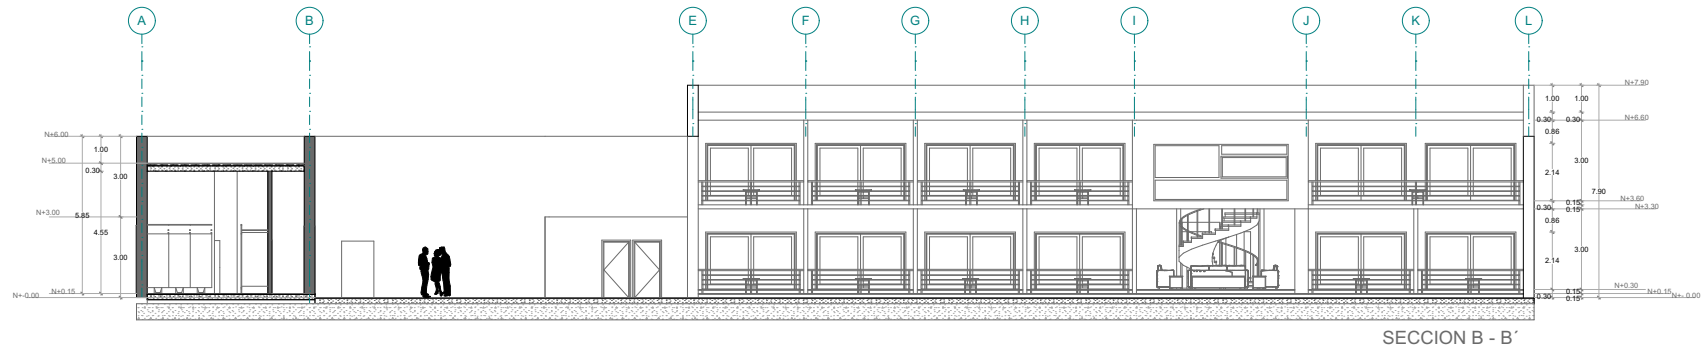 A B E F G H I J K L
N+7.90
1.00 1.00
N+6.60
0.30 0.30
0.86
N+6.00
1.00
N+5.00
0.30
3.00
3.00
2.14
7.90
N+3.60
0.15
0.30 0.15
N+3.30
N+3.00
5.85
0.86
4.55
3.00
3.00
2.14
N+0.30
0.15
N+0.15
N+0.15
0.30 0.15
N+-0.00
N+-0.00
SECCION B - B´